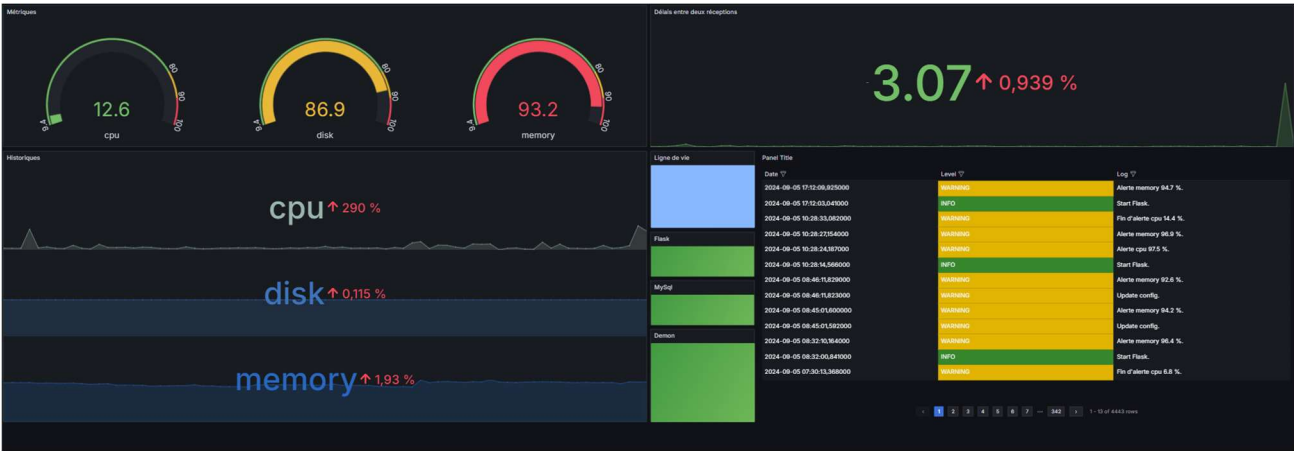 Métriques
12.6
cpu
80
90
100
86.9
disk
80
90
100
93.2
memory
80
90
100
Délais entre deux réceptions
3.07 ↑ 0,939 %
Historiques
cpu ↑ 290 %
disk ↑ 0,115 %
memory ↑ 1,93 %
Ligne de vie
Flask
MySql
Demon
Panel Title
Date Level Log
2024-09-05 17:12:09,925000 WARNING Alerte memory 94.7 %.
2024-09-05 17:12:03,041000 INFO Start Flask.
2024-09-05 10:28:33,082000 WARNING Fin d'alerte cpu 14.4 %.
2024-09-05 10:28:27,154000 WARNING Alerte memory 96.9 %.
2024-09-05 10:28:24,187000 WARNING Alerte cpu 97.5 %.
2024-09-05 10:28:14,566000 INFO Start Flask.
2024-09-05 08:46:11,829000 WARNING Alerte memory 92.6 %.
2024-09-05 08:46:11,823000 WARNING Update config.
2024-09-05 08:45:01,600000 WARNING Alerte memory 94.2 %.
2024-09-05 08:45:01,592000 WARNING Update config.
2024-09-05 08:32:10,164000 WARNING Alerte memory 96.4 %.
2024-09-05 08:32:00,841000 INFO Start Flask.
2024-09-05 07:30:13,368000 WARNING Fin d'alerte cpu 6.8 %.
‹ 1 2 3 4 5 6 7 ... 342 › 1 - 13 of 4443 rows